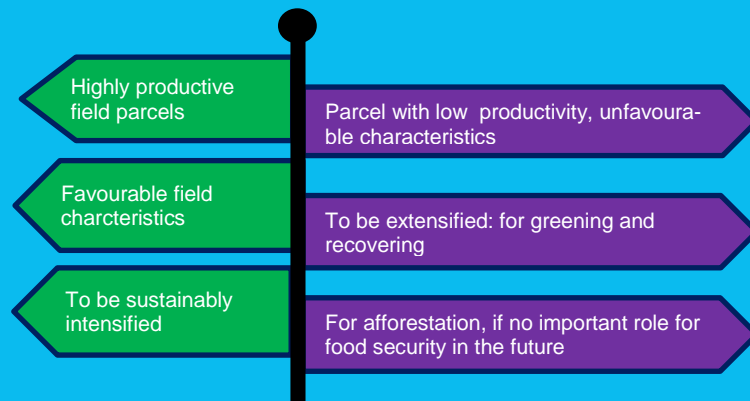 Highly productive
field parcels
Parcel with low productivity, unfavoura-
ble characteristics
Favourable field
charcteristics
To be extensified: for greening and
recovering
To be sustainably
intensified
For afforestation, if no important role for
food security in the future